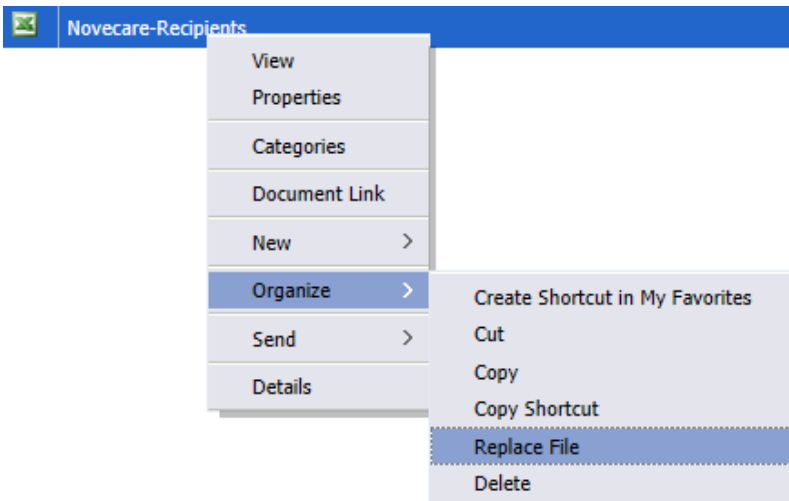 Novecare-Recipients
View
Properties
Categories
Document Link
New
Organize
Send
Details
Create Shortcut in My Favorites
Cut
Copy
Copy Shortcut
Replace File
Delete